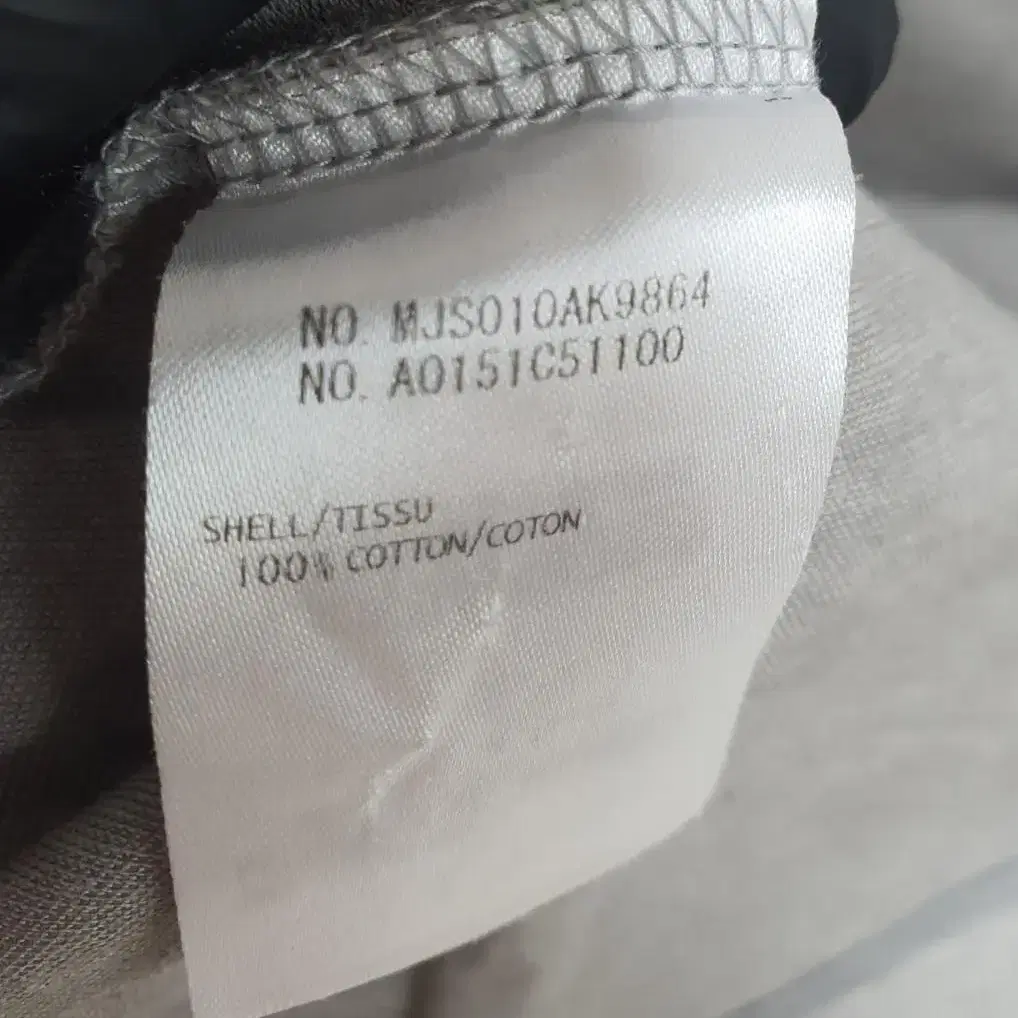 NO. MJS010AK9864
NO. A0151C51100
SHELL/TISSU
100% COTTON/COTON